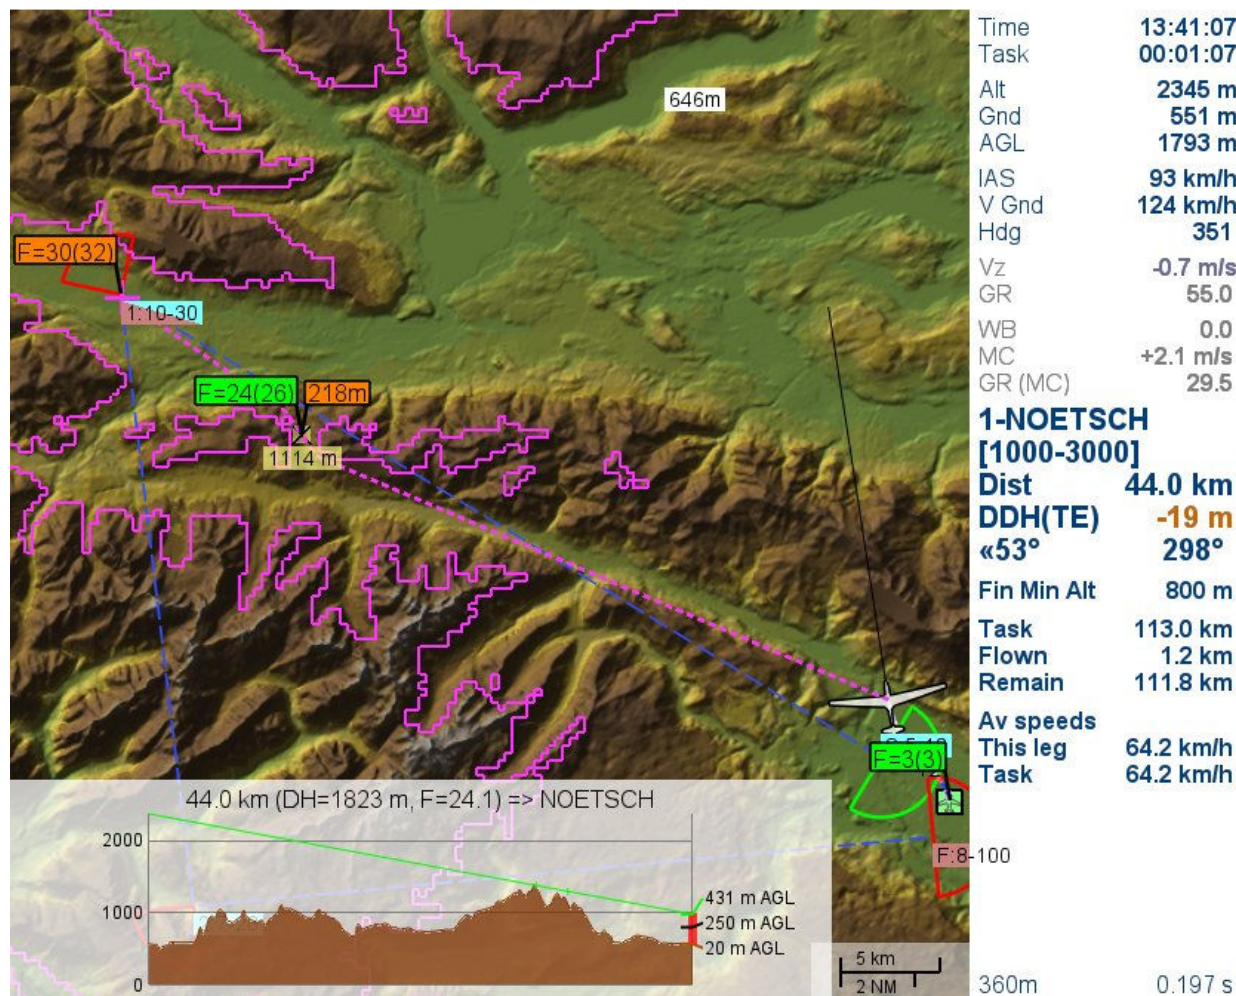 646m
F=30(32)
1:10-30
F=24(26) 218m
1114 m
F=3(3)
F:8-100
44.0 km (DH=1823 m, F=24.1) => NOETSCH
2000
1000
0
431 m AGL
250 m AGL
20 m AGL
5 km
2 NM
Time 13:41:07
Task 00:01:07
Alt 2345 m
Gnd 551 m
AGL 1793 m
IAS 93 km/h
V Gnd 124 km/h
Hdg 351
Vz -0.7 m/s
GR 55.0
WB 0.0
MC +2.1 m/s
GR (MC) 29.5
1-NOETSCH
[1000-3000]
Dist 44.0 km
DDH(TE) -19 m
«53° 298°
Fin Min Alt 800 m
Task 113.0 km
Flown 1.2 km
Remain 111.8 km
Av speeds
This leg 64.2 km/h
Task 64.2 km/h
360m 0.197 s